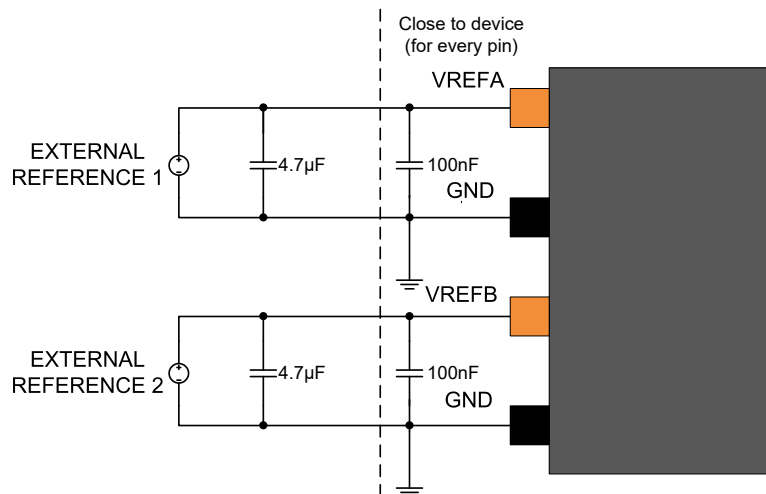 Close to device
(for every pin)
VREFA
EXTERNAL
REFERENCE 1
4.7µF
100nF
GND
VREFB
EXTERNAL
REFERENCE 2
4.7µF
100nF
GND